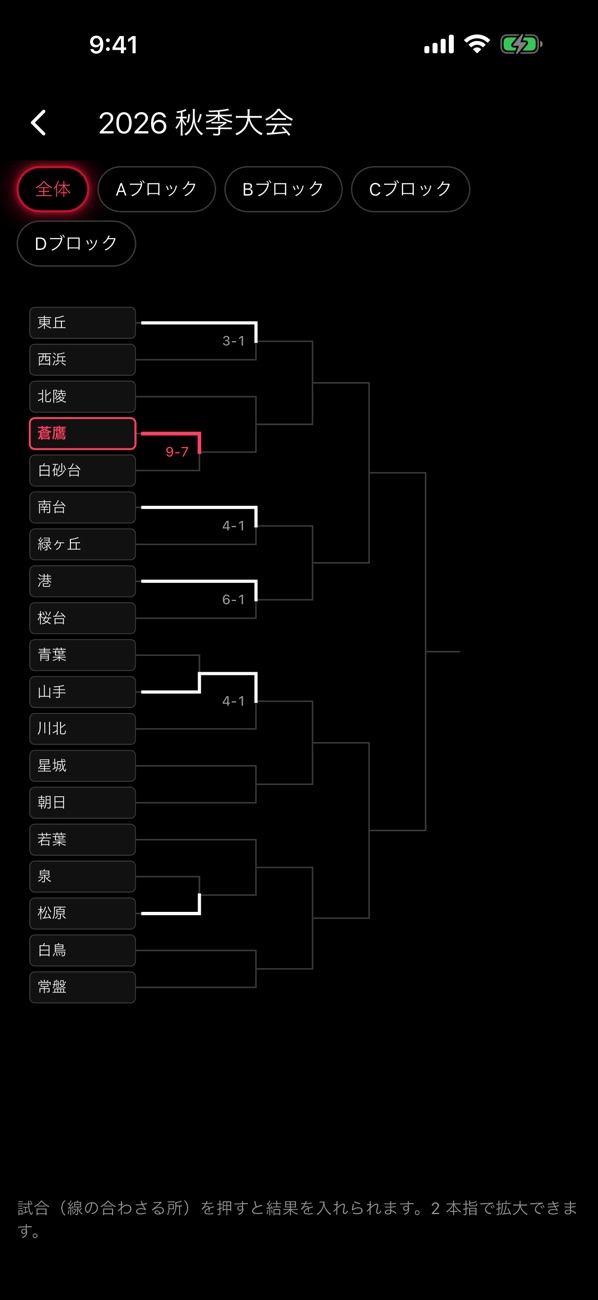 9:41
2026 秋季大会
全体
Aブロック
Bブロック
Cブロック
Dブロック
東丘
3-1
西浜
北陵
蒼鷹
9-7
白砂台
南台
4-1
緑ヶ丘
港
6-1
桜台
青葉
山手
4-1
川北
星城
朝日
若葉
泉
松原
白鳥
常盤
試合（線の合わさる所）を押すと結果を入れられます。2 本指で拡大できま
す。